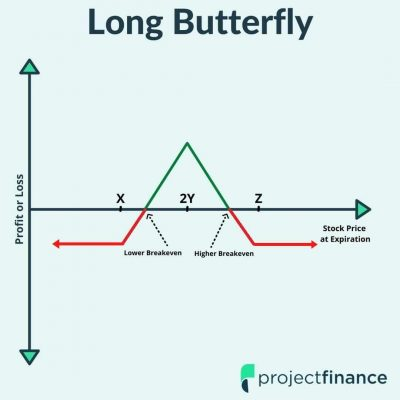 Long Butterfly
Profit or Loss
X
2Y
Z
Stock Price
at Expiration
Lower Breakeven
Higher Breakeven
projectfinance